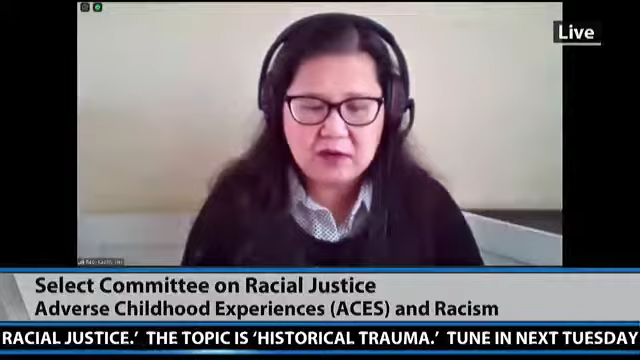 Live
Select Committee on Racial Justice
Adverse Childhood Experiences (ACES) and Racism
RACIAL JUSTICE.’ THE TOPIC IS ‘HISTORICAL TRAUMA.’ TUNE IN NEXT TUESDAY